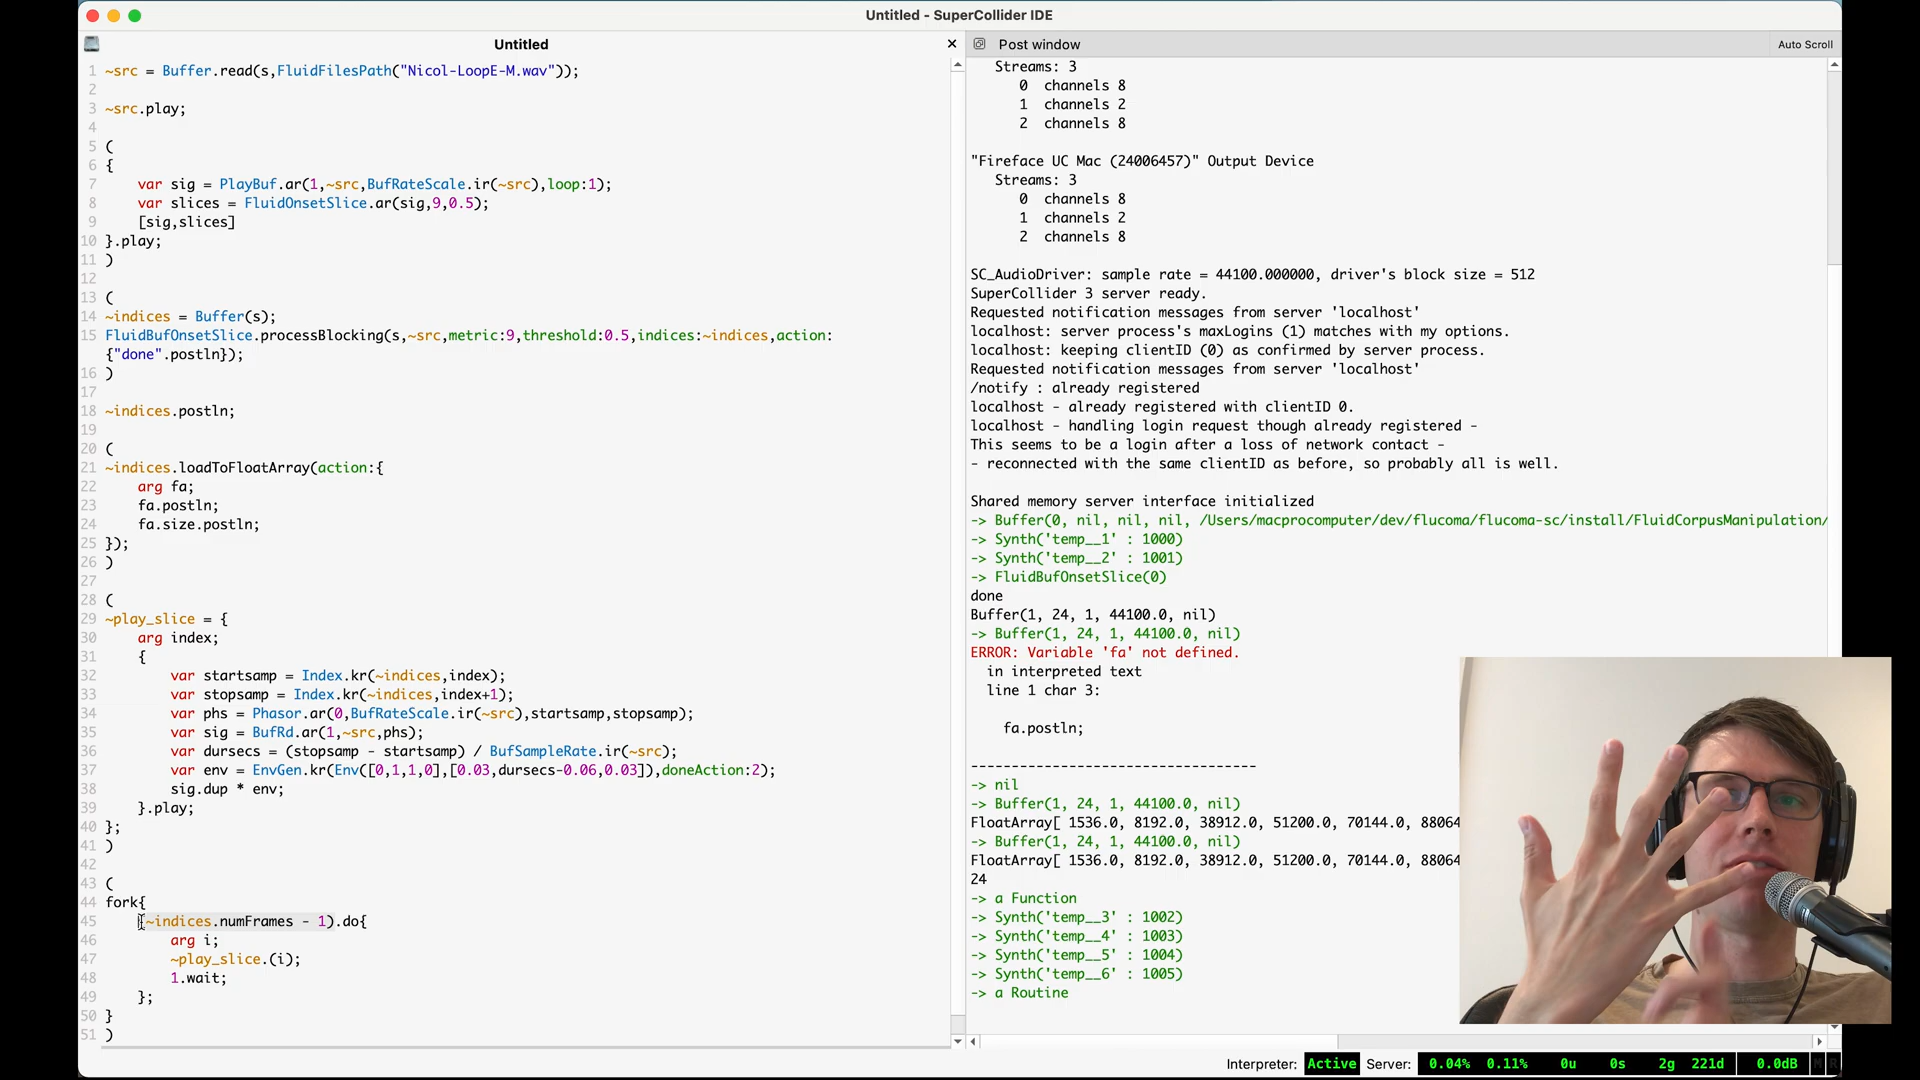 Untitled - SuperCollider IDE
Untitled
Post window
Auto Scroll
1 ~src = Buffer.read(s,FluidFilesPath("Nicol-LoopE-M.wav"));
2
3 ~src.play;
4
5 (
6 {
7 var sig = PlayBuf.ar(1,~src,BufRateScale.ir(~src),loop:1);
8 var slices = FluidOnsetSlice.ar(sig,9,0.5);
9 [sig,slices]
10 }.play;
11 )
12
13 (
14 ~indices = Buffer(s);
15 FluidBufOnsetSlice.processBlocking(s,~src,metric:9,threshold:0.5,indices:~indices,action:
{"done".postln});
16 )
17
18 ~indices.postln;
19
20 (
21 ~indices.loadToFloatArray(action:{
22 arg fa;
23 fa.postln;
24 fa.size.postln;
25 });
26 )
27
28 (
29 ~play_slice = {
30 arg index;
31 {
32 var startsamp = Index.kr(~indices,index);
33 var stopsamp = Index.kr(~indices,index+1);
34 var phs = Phasor.ar(0,BufRateScale.ir(~src),startsamp,stopsamp);
35 var sig = BufRd.ar(1,~src,phs);
36 var dursecs = (stopsamp - startsamp) / BufSampleRate.ir(~src);
37 var env = EnvGen.kr(Env([0,1,1,0],[0.03,dursecs-0.06,0.03]),doneAction:2);
38 sig.dup * env;
39 }.play;
40 };
41 )
42
43 (
44 fork{
45 (~indices.numFrames - 1).do{
46 arg i;
47 ~play_slice.(i);
48 1.wait;
49 };
50 }
51 )
Streams: 3
0 channels 8
1 channels 2
2 channels 8
"Fireface UC Mac (24006457)" Output Device
Streams: 3
0 channels 8
1 channels 2
2 channels 8
SC_AudioDriver: sample rate = 44100.000000, driver's block size = 512
SuperCollider 3 server ready.
Requested notification messages from server 'localhost'
localhost: server process's maxLogins (1) matches with my options.
localhost: keeping clientID (0) as confirmed by server process.
Requested notification messages from server 'localhost'
/notify : already registered
localhost - already registered with clientID 0.
localhost - handling login request though already registered -
This seems to be a login after a loss of network contact -
- reconnected with the same clientID as before, so probably all is well.
Shared memory server interface initialized
-> Buffer(0, nil, nil, nil, /Users/macprocomputer/dev/flucoma/flucoma-sc/install/FluidCorpusManipulation/
-> Synth('temp__1' : 1000)
-> Synth('temp__2' : 1001)
-> FluidBufOnsetSlice(0)
done
Buffer(1, 24, 1, 44100.0, nil)
-> Buffer(1, 24, 1, 44100.0, nil)
ERROR: Variable 'fa' not defined.
in interpreted text
line 1 char 3:
fa.postln;
-----------------------------------
-> nil
-> Buffer(1, 24, 1, 44100.0, nil)
FloatArray[ 1536.0, 8192.0, 38912.0, 51200.0, 70144.0, 88064
-> Buffer(1, 24, 1, 44100.0, nil)
FloatArray[ 1536.0, 8192.0, 38912.0, 51200.0, 70144.0, 88064
24
-> a Function
-> Synth('temp__3' : 1002)
-> Synth('temp__4' : 1003)
-> Synth('temp__5' : 1004)
-> Synth('temp__6' : 1005)
-> a Routine
Interpreter: Active Server: 0.04% 0.11% 0u 0s 2g 221d 0.0dB M R